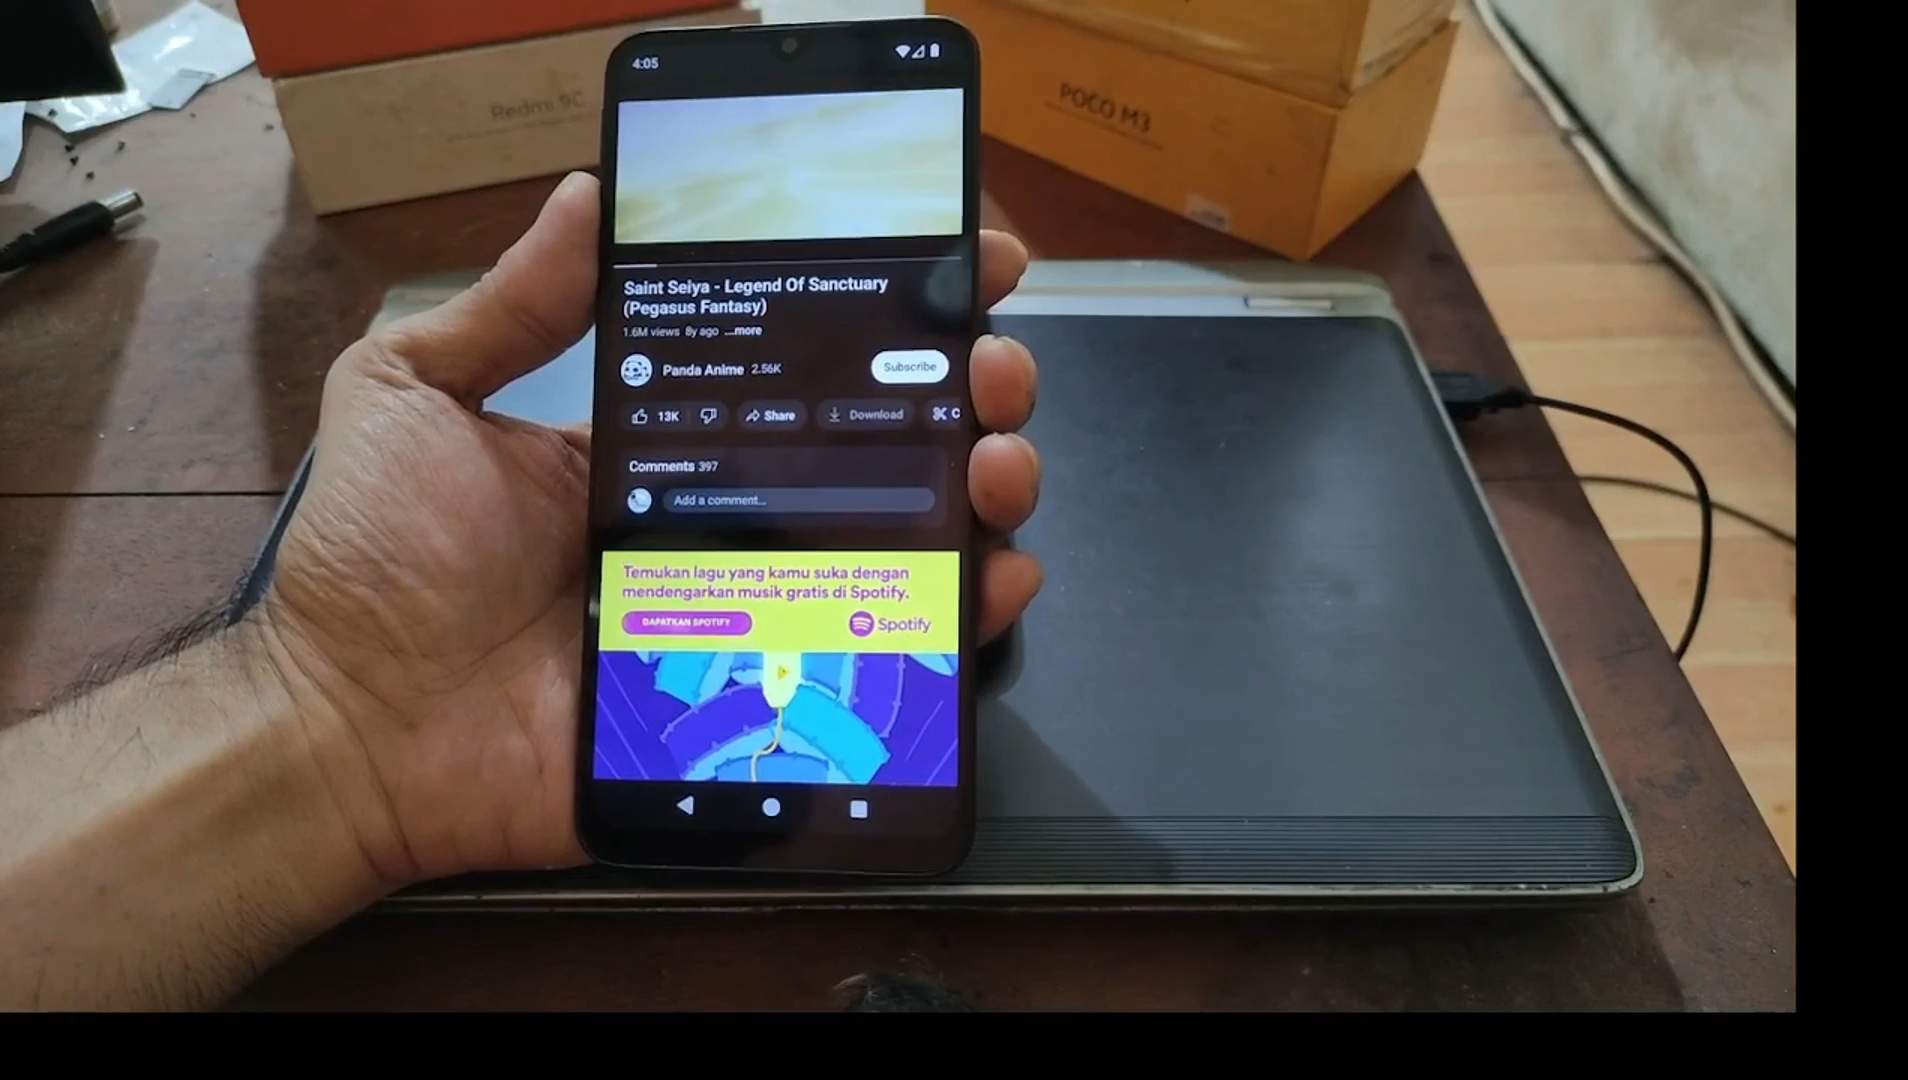 4:05
Redmi 9C
POCO M3
Saint Seiya - Legend Of Sanctuary
(Pegasus Fantasy)
1.6M views 8y ago ...more
Panda Anime 2.56K
Subscribe
13K
Share
Download
C
Comments 397
Add a comment...
Temukan lagu yang kamu suka dengan
mendengarkan musik gratis di Spotify.
DAPATKAN SPOTIFY
Spotify